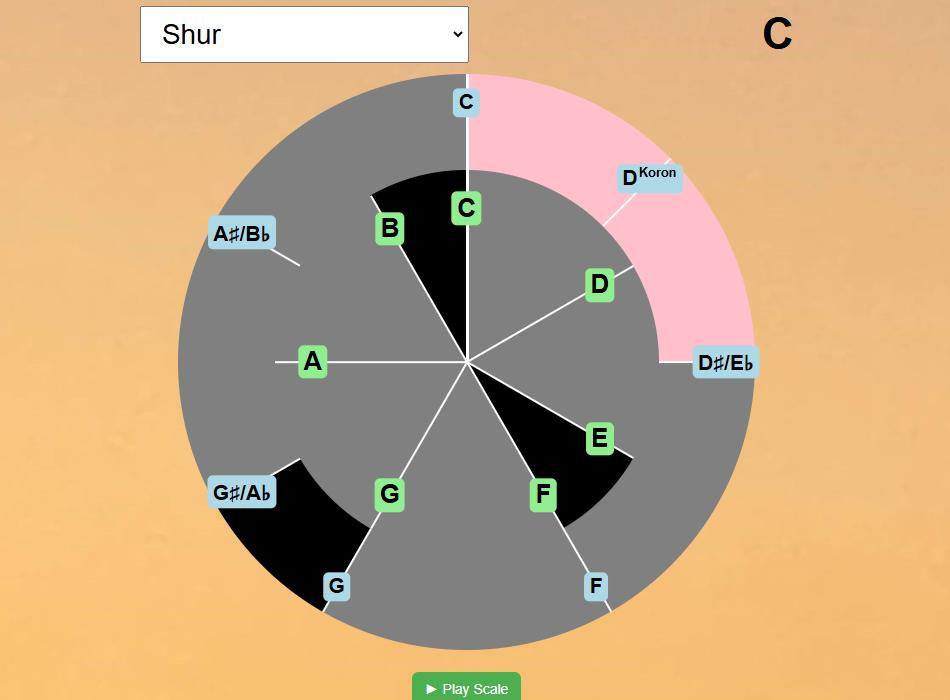 Shur
C
C
D Koron
C
B
A♯/B♭
D
A
D♯/E♭
E
G♯/A♭
G
F
G
F
► Play Scale